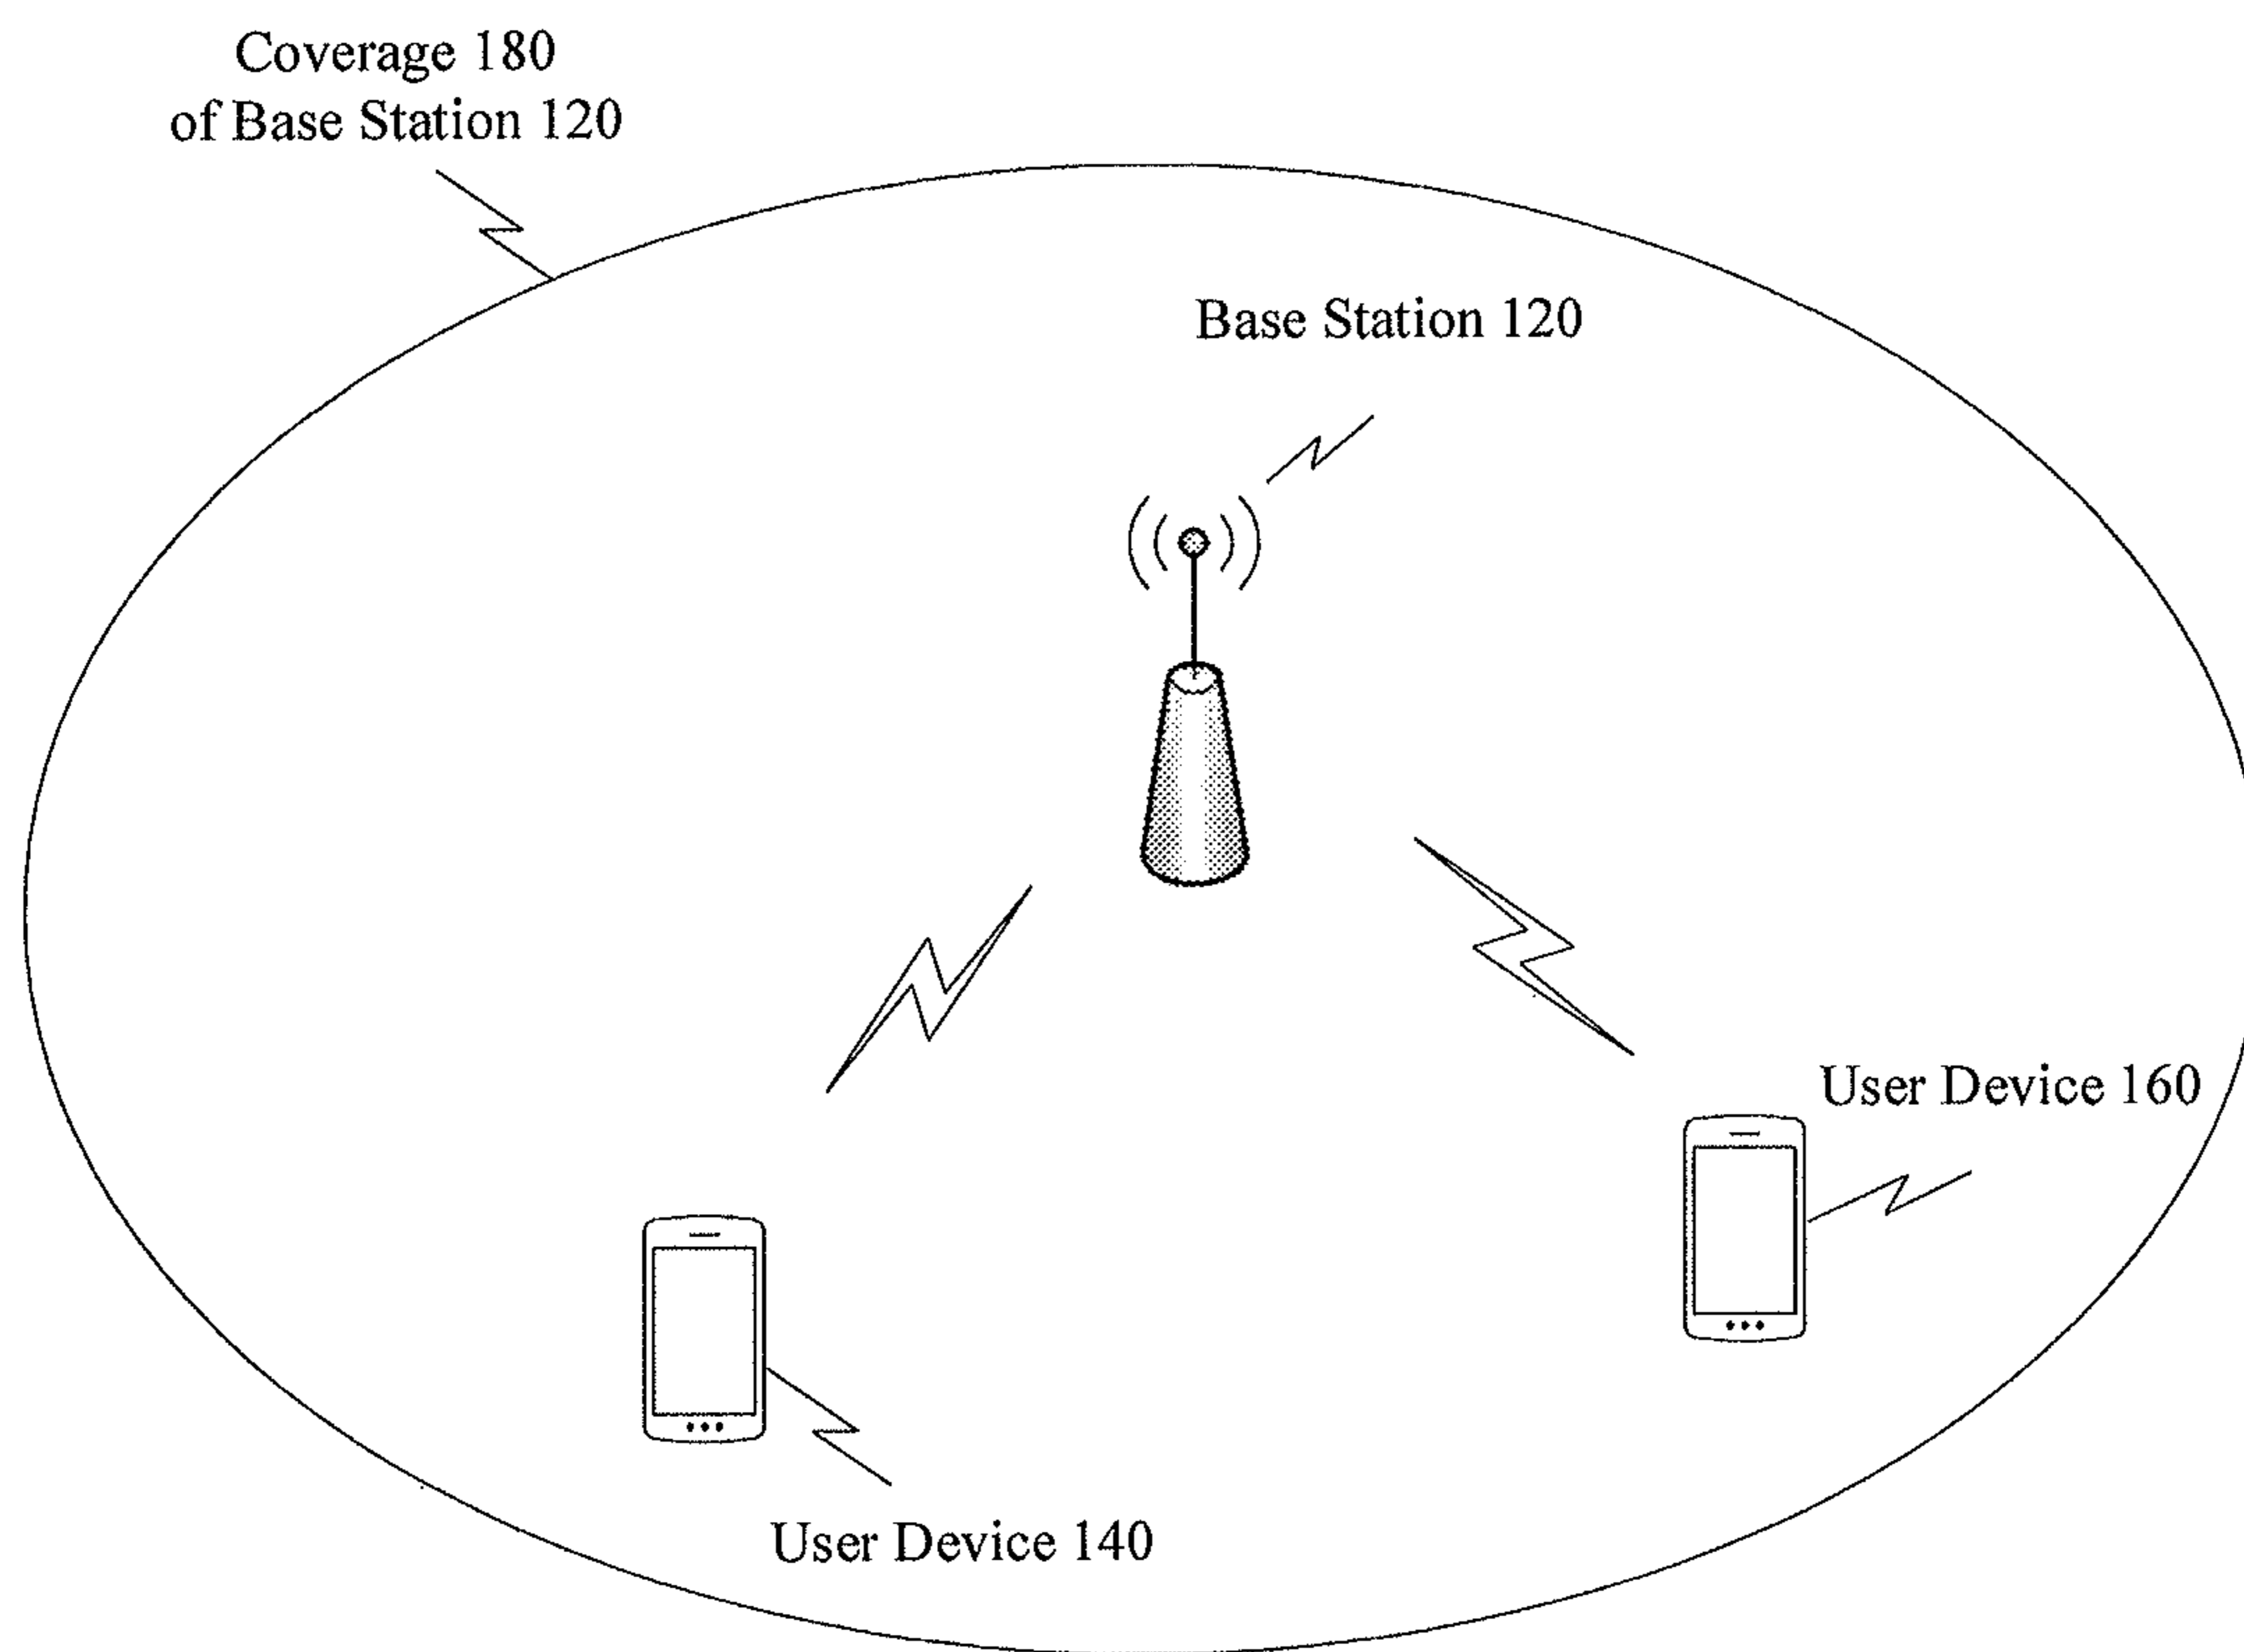 Coverage 180
of Base Station 120
Base Station 120
User Device 160
User Device 140